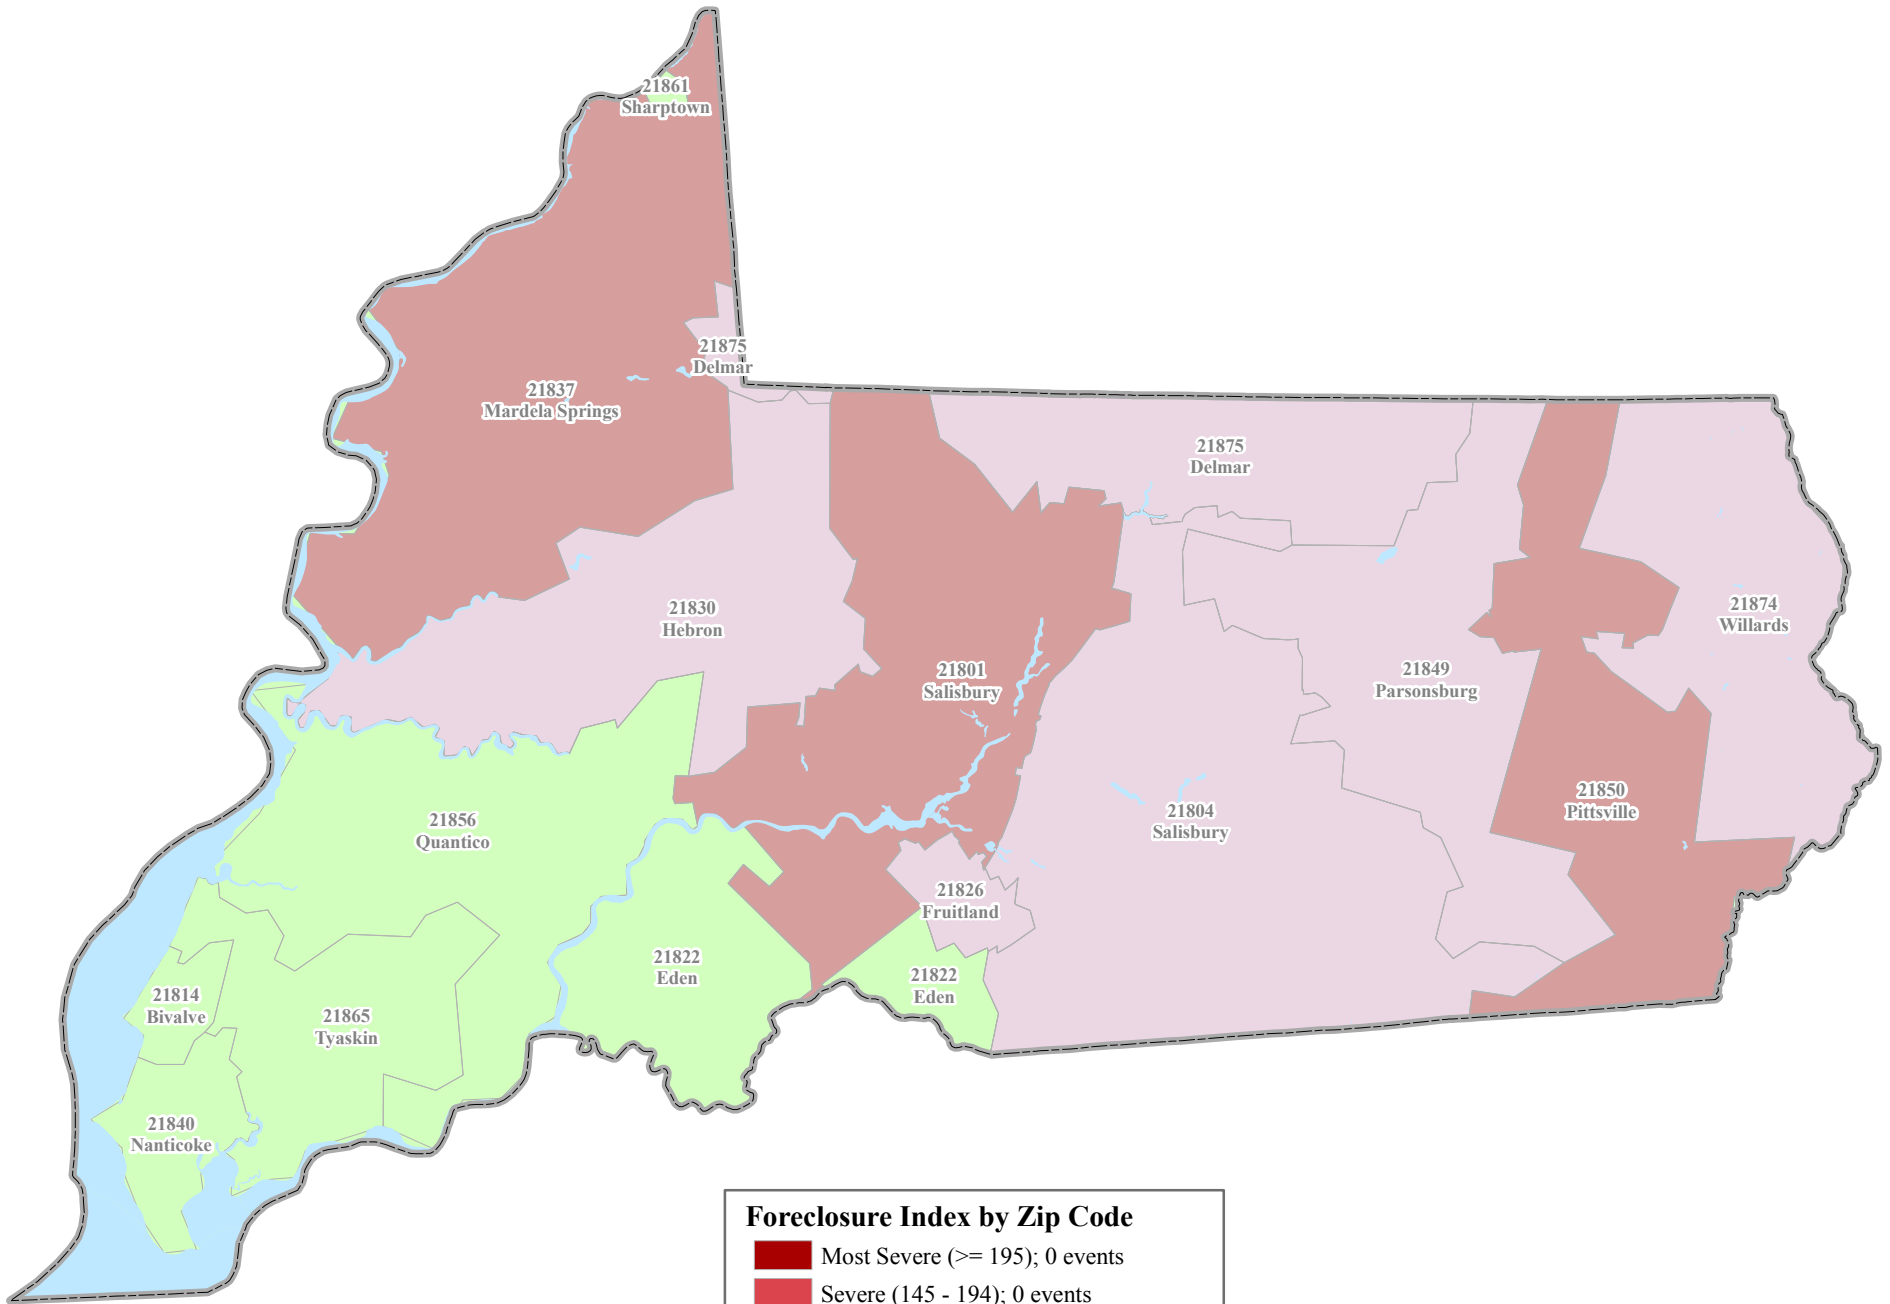 21861
Sharptown
21875
Delmar
21837
Mardela Springs
21875
Delmar
21830
Hebron
21874
Willards
21801
Salisbury
21849
Parsonsburg
21850
Pittsville
21856
Quantico
21804
Salisbury
21826
Fruitland
21822
Eden
21822
Eden
21814
Bivalve
21865
Tyaskin
21840
Nanticoke
Foreclosure Index by Zip Code
Most Severe (>= 195); 0 events
Severe (145 - 194); 0 events